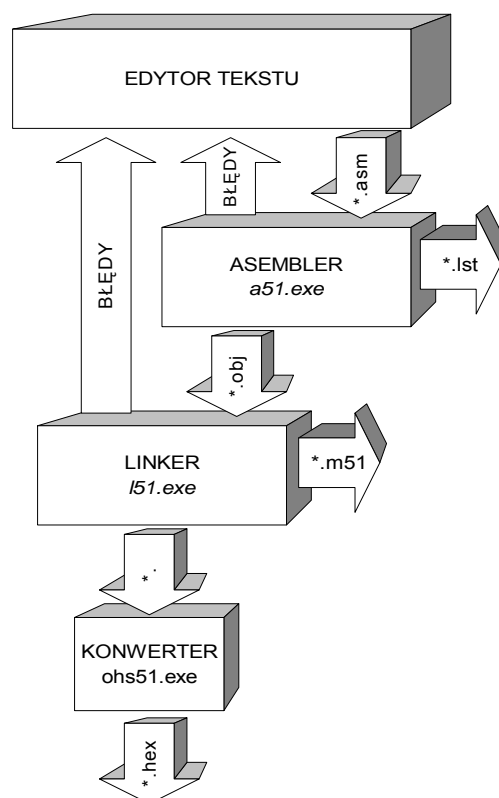 EDYTOR TEKSTU
BŁĘDY
BŁĘDY
*.asm
ASEMBLER
a51.exe
*.lst
*.obj
LINKER
l51.exe
*.m51
*.
KONWERTER
ohs51.exe
*.hex